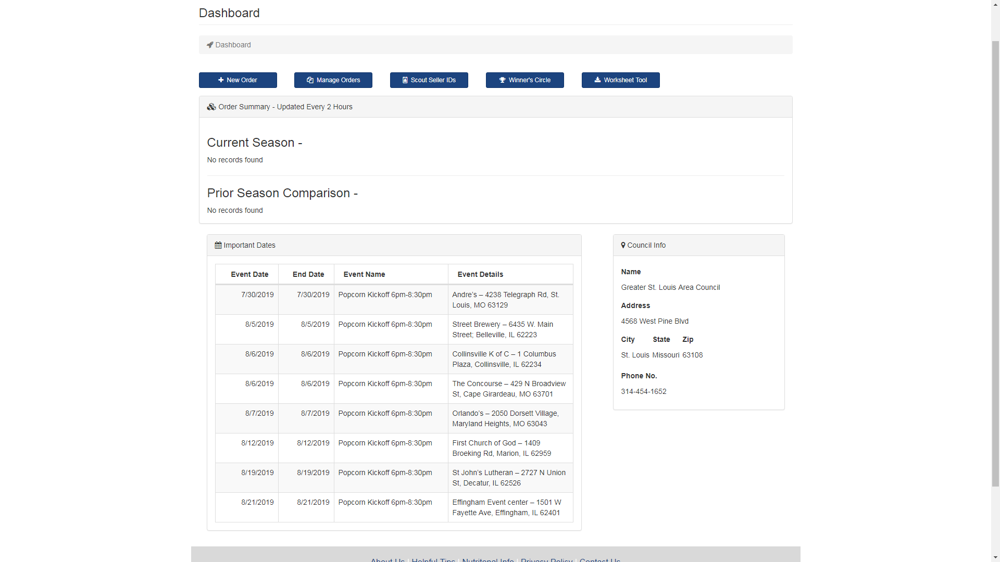 Dashboard
Dashboard
New Order
Manage Orders
Scout Seller IDs
Winner's Circle
Worksheet Tool
Order Summary - Updated Every 2 Hours
Current Season -
No records found
Prior Season Comparison -
No records found
Important Dates
Event Date End Date Event Name Event Details
7/30/2019 7/30/2019 Popcorn Kickoff 6pm-8:30pm Andre’s – 4238 Telegraph Rd, St.
Louis, MO 63129
8/5/2019 8/5/2019 Popcorn Kickoff 6pm-8:30pm Street Brewery – 6435 W. Main
Street; Belleville, IL 62223
8/6/2019 8/6/2019 Popcorn Kickoff 6pm-8:30pm Collinsville K of C – 1 Columbus
Plaza, Collinsville, IL 62234
8/6/2019 8/6/2019 Popcorn Kickoff 6pm-8:30pm The Concourse – 429 N Broadview
St, Cape Girardeau, MO 63701
8/7/2019 8/7/2019 Popcorn Kickoff 6pm-8:30pm Orlando’s – 2050 Dorsett Village,
Maryland Heights, MO 63043
8/12/2019 8/12/2019 Popcorn Kickoff 6pm-8:30pm First Church of God – 1409
Broeking Rd, Marion, IL 62959
8/19/2019 8/19/2019 Popcorn Kickoff 6pm-8:30pm St John’s Lutheran – 2727 N Union
St, Decatur, IL 62526
8/21/2019 8/21/2019 Popcorn Kickoff 6pm-8:30pm Effingham Event center – 1501 W
Fayette Ave, Effingham, IL 62401
Council Info
Name
Greater St. Louis Area Council
Address
4568 West Pine Blvd
City State Zip
St. Louis Missouri 63108
Phone No.
314-454-1652
About Us | Helpful Tips | Nutritonal Info | Privacy Policy | Contact Us